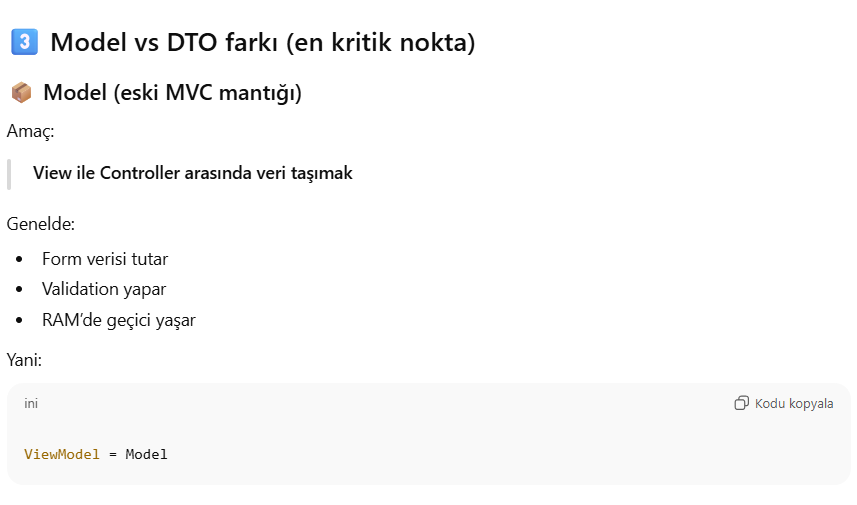 3 Model vs DTO farkı (en kritik nokta)
Model (eski MVC mantığı)
Amaç:
View ile Controller arasında veri taşımak
Genelde:
• Form verisi tutar
• Validation yapar
• RAM’de geçici yaşar
Yani:
ini
Kodu kopyala
ViewModel = Model